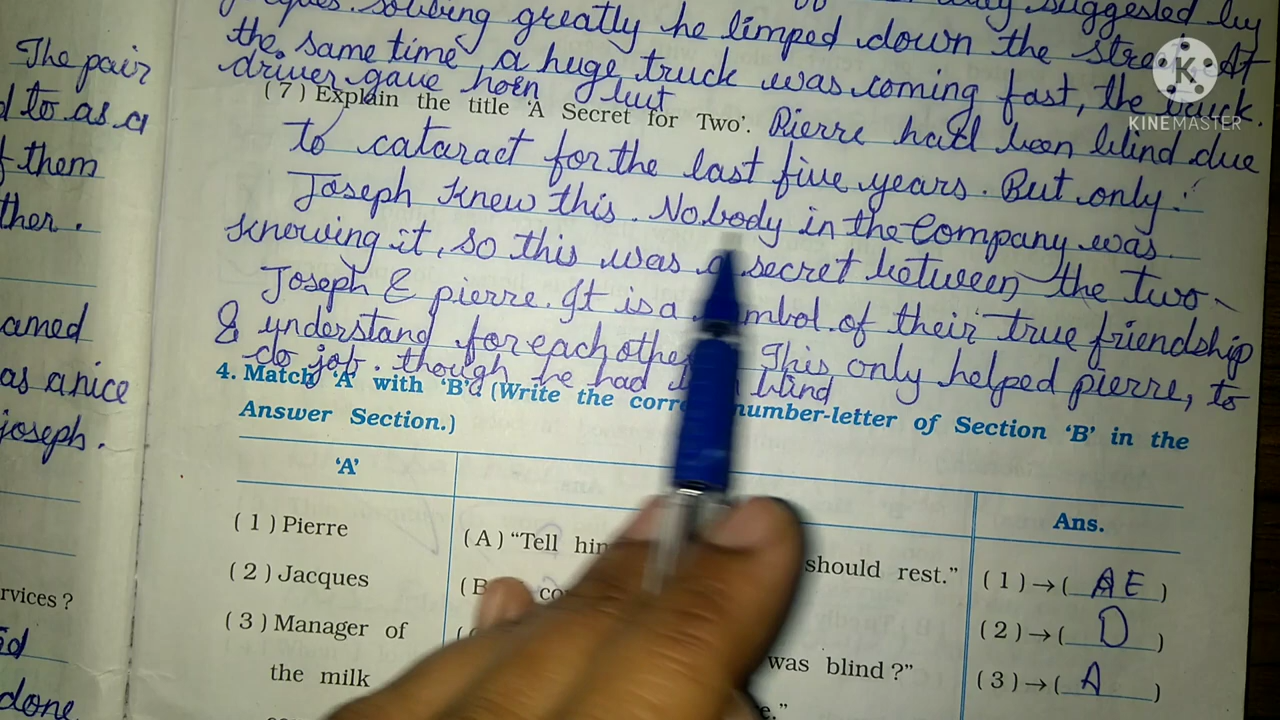 The pair
d to as a
f them
ther.
amed
as a nice
joseph.
rvices ?
done
suggested by
Sobbing greatly he limped down the street. At
the same time, a huge truck was coming fast, the truck.
driver gave horn but
(7) Explain the title 'A Secret for Two'. Pierre had been blind due
to cataract for the last five years. But only
Joseph knew this. Nobody in the Company was
knowing it, so this was a secret between the two
Joseph & pierre. It is a symbol of their true friendship
& understand for each other This only helped pierre, to
do job. though he had blind
4. Match 'A' with 'B' (Write the correct number-letter of Section 'B' in the
Answer Section.)
'A'
Ans.
(1) Pierre
(A) "Tell him should rest."
(1)→( A E )
(2) Jacques
(B
(2)→( D )
(3) Manager of
the milk
was blind ?"
(3)→( A )
e."
K
KINEMASTER